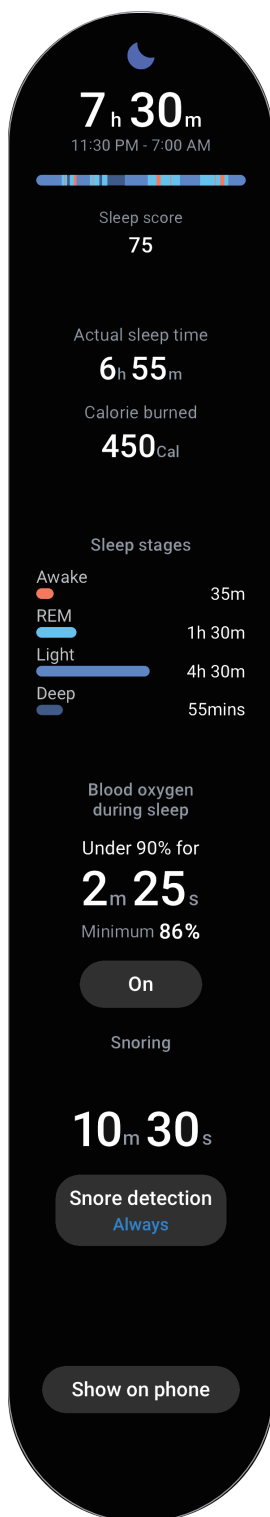 7h 30m
11:30 PM - 7:00 AM
Sleep score
75
Actual sleep time
6h 55m
Calorie burned
450Cal
Sleep stages
Awake
35m
REM
1h 30m
Light
4h 30m
Deep
55mins
Blood oxygen
during sleep
Under 90% for
2m 25s
Minimum 86%
On
Snoring
10m 30s
Snore detection
Always
Show on phone